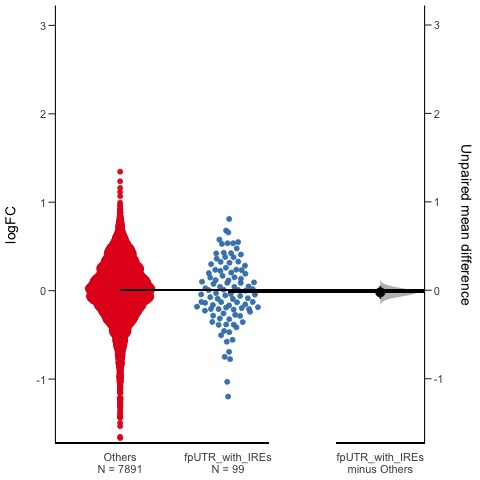 3
2
1
0
-1
logFC
3
2
1
0
-1
Unpaired mean difference
Others
N = 7891
fpUTR_with_IREs
N = 99
fpUTR_with_IREs
minus Others